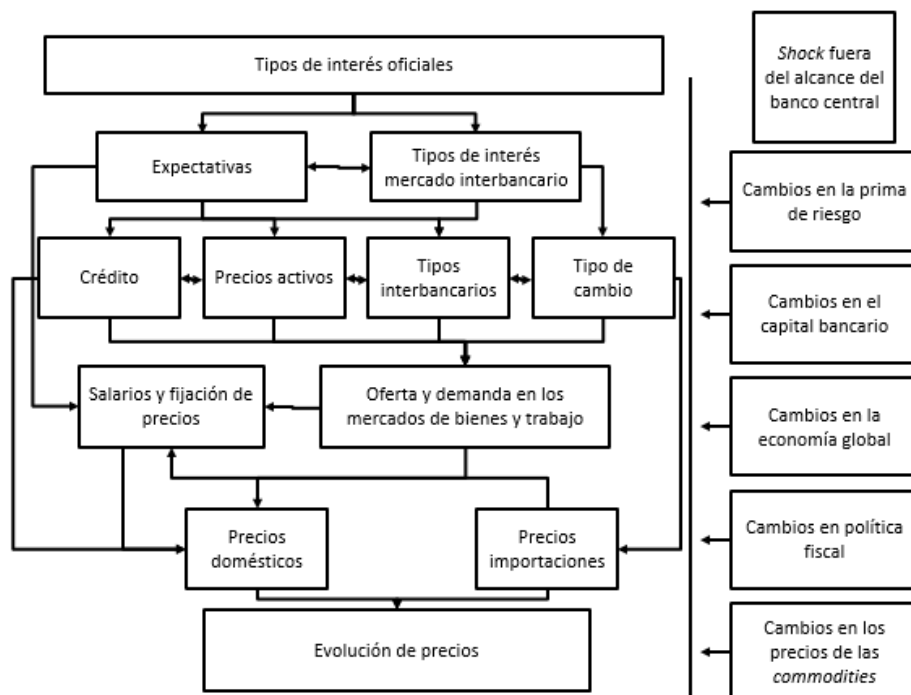 Tipos de interés oficiales
Expectativas
Tipos de interés
mercado interbancario
Crédito
Precios activos
Tipos
interbancarios
Tipo de
cambio
Salarios y fijación de
precios
Oferta y demanda en los
mercados de bienes y trabajo
Precios
domésticos
Precios
importaciones
Evolución de precios
Shock fuera
del alcance del
banco central
Cambios en la prima
de riesgo
Cambios en el
capital bancario
Cambios en la
economía global
Cambios en política
fiscal
Cambios en los
precios de las
commodities